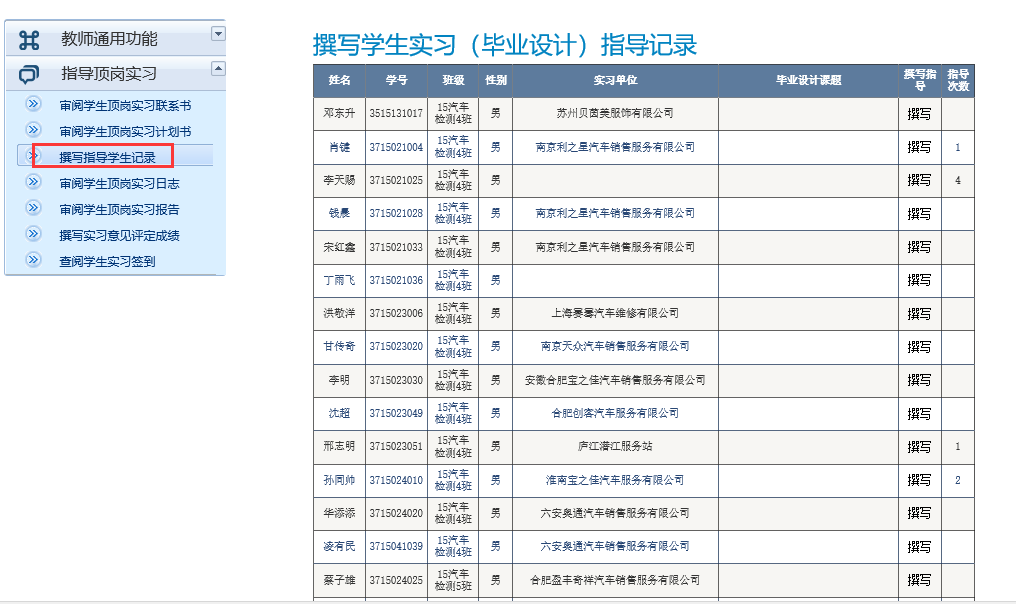 教师通用功能
指导顶岗实习
审阅学生顶岗实习联系书
审阅学生顶岗实习计划书
撰写指导学生记录
审阅学生顶岗实习日志
审阅学生顶岗实习报告
撰写实习意见评定成绩
查阅学生实习签到
撰写学生实习（毕业设计）指导记录
姓名 学号 班级 性别 实习单位 毕业设计课题 撰写指导 指导次数
邓东升 3515131017 15汽车检测4班 男 苏州贝茵美服饰有限公司 撰写
肖键 3715021004 15汽车检测4班 男 南京利之星汽车销售服务有限公司 撰写 1
李天赐 3715021025 15汽车检测4班 男 撰写 4
钱晨 3715021028 15汽车检测4班 男 南京利之星汽车销售服务有限公司 撰写
宋红鑫 3715021033 15汽车检测4班 男 南京利之星汽车销售服务有限公司 撰写
丁雨飞 3715021036 15汽车检测4班 男 撰写
洪敬洋 3715023006 15汽车检测4班 男 上海赛蓦汽车维修有限公司 撰写
甘传奇 3715023020 15汽车检测4班 男 南京天众汽车销售服务有限公司 撰写
李明 3715023030 15汽车检测4班 男 安徽合肥宝之佳汽车销售服务有限公司 撰写
沈超 3715023049 15汽车检测4班 男 合肥创客汽车服务有限公司 撰写
邢志明 3715023051 15汽车检测4班 男 庐江潜江服务站 撰写 1
孙同帅 3715024010 15汽车检测4班 男 淮南宝之佳汽车服务有限公司 撰写 2
华添添 3715024020 15汽车检测4班 男 六安奥通汽车销售服务有限公司 撰写
凌有民 3715041039 15汽车检测4班 男 六安奥通汽车销售服务有限公司 撰写
蔡子雄 3715024025 15汽车检测5班 男 合肥盈丰奇祥汽车销售服务有限公司 撰写